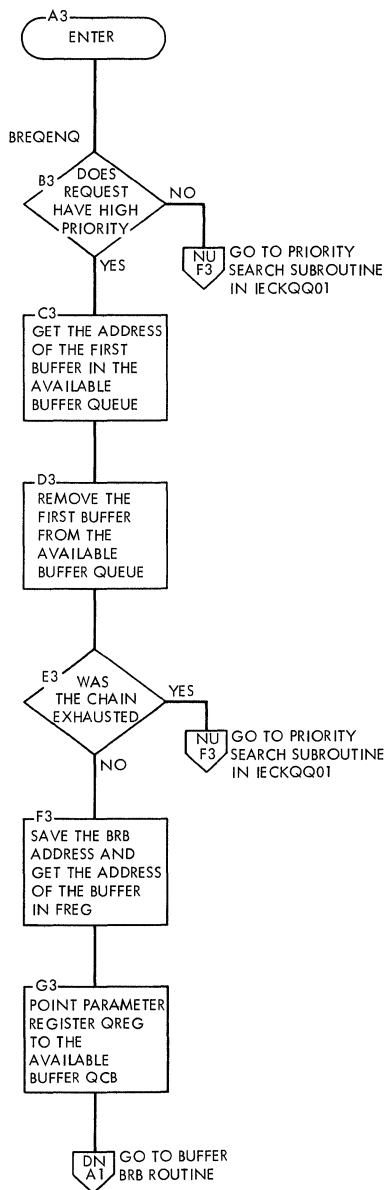 A3
ENTER
BREQENQ
B3
DOES
REQUEST
HAVE HIGH
PRIORITY
NO
YES
NU
F3
GO TO PRIORITY
SEARCH SUBROUTINE
IN IECKQQ01
C3
GET THE ADDRESS
OF THE FIRST
BUFFER IN THE
AVAILABLE
BUFFER QUEUE
D3
REMOVE THE
FIRST BUFFER
FROM THE
AVAILABLE
BUFFER QUEUE
E3
WAS
THE CHAIN
EXHAUSTED
YES
NO
NU
F3
GO TO PRIORITY
SEARCH SUBROUTINE
IN IECKQQ01
F3
SAVE THE BRB
ADDRESS AND
GET THE ADDRESS
OF THE BUFFER
IN FREG
G3
POINT PARAMETER
REGISTER QREG
TO THE
AVAILABLE
BUFFER QCB
DN
A1
GO TO BUFFER
BRB ROUTINE